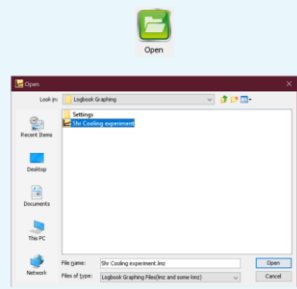 Open
Open
Look in: Logbook Graphing
Settings
5hr Cooling experiment
Recent Items
Desktop
Documents
This PC
Network
File name: 5hr Cooling experiment.lmz
Files of type: Logbook Graphing Files(lmz and some hmz)
Open
Cancel